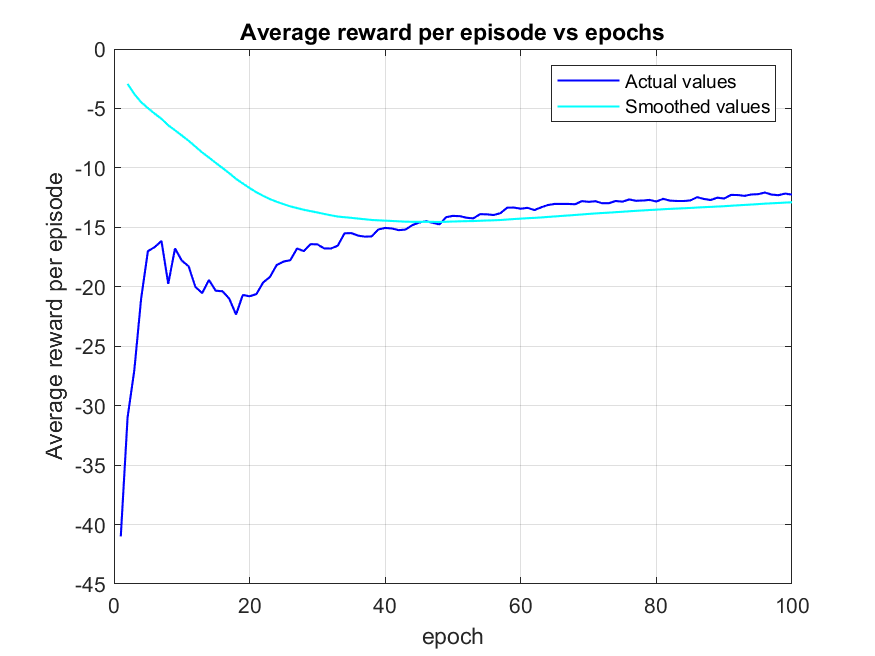 Average reward per episode vs epochs
Actual values
Smoothed values
Average reward per episode
0
-5
-10
-15
-20
-25
-30
-35
-40
-45
0 20 40 60 80 100
epoch